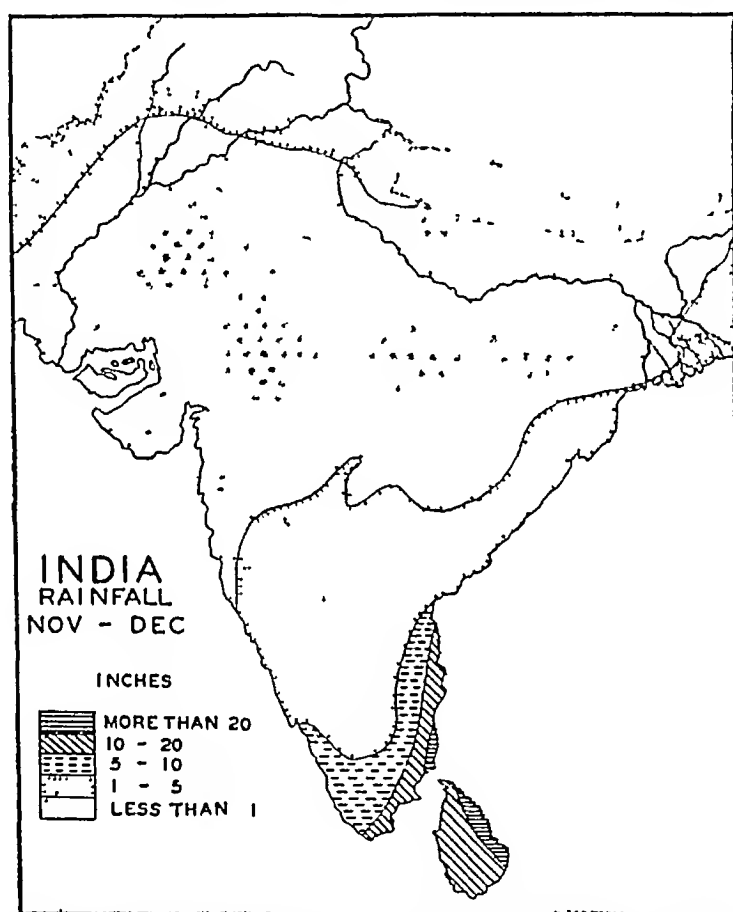 INDIA
RAINFALL
NOV - DEC
INCHES
MORE THAN 20
10 - 20
5 - 10
1 - 5
LESS THAN 1